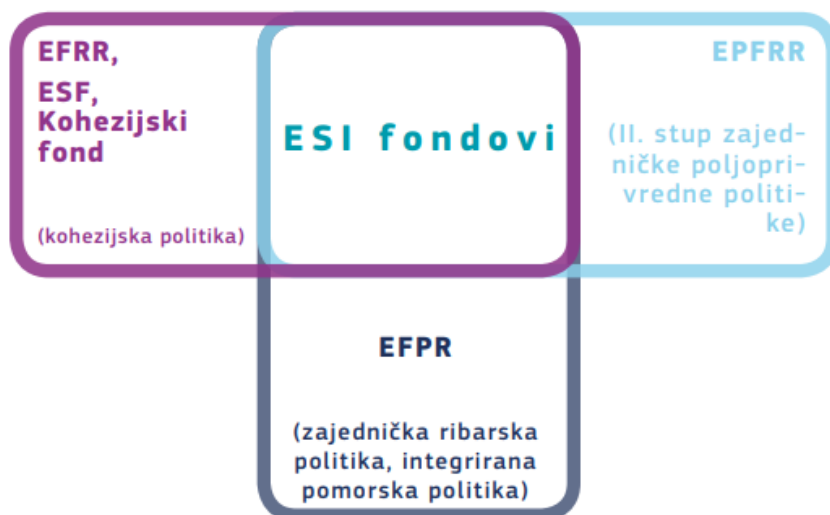 EFRR,
ESF,
Kohezijski
fond
(kohezijska politika)
ESI fondovi
EPFRR
(II. stup zajed-
ničke poljopri-
vredne politi-
ke)
EFPR
(zajednička ribarska
politika, integrirana
pomorska politika)